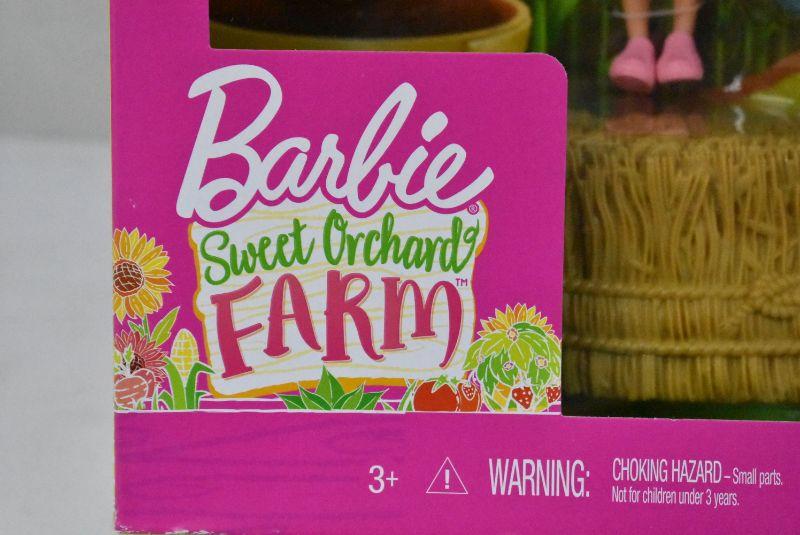 Barbie®
Sweet Orchard
FARM™
3+ WARNING: CHOKING HAZARD – Small parts.
Not for children under 3 years.